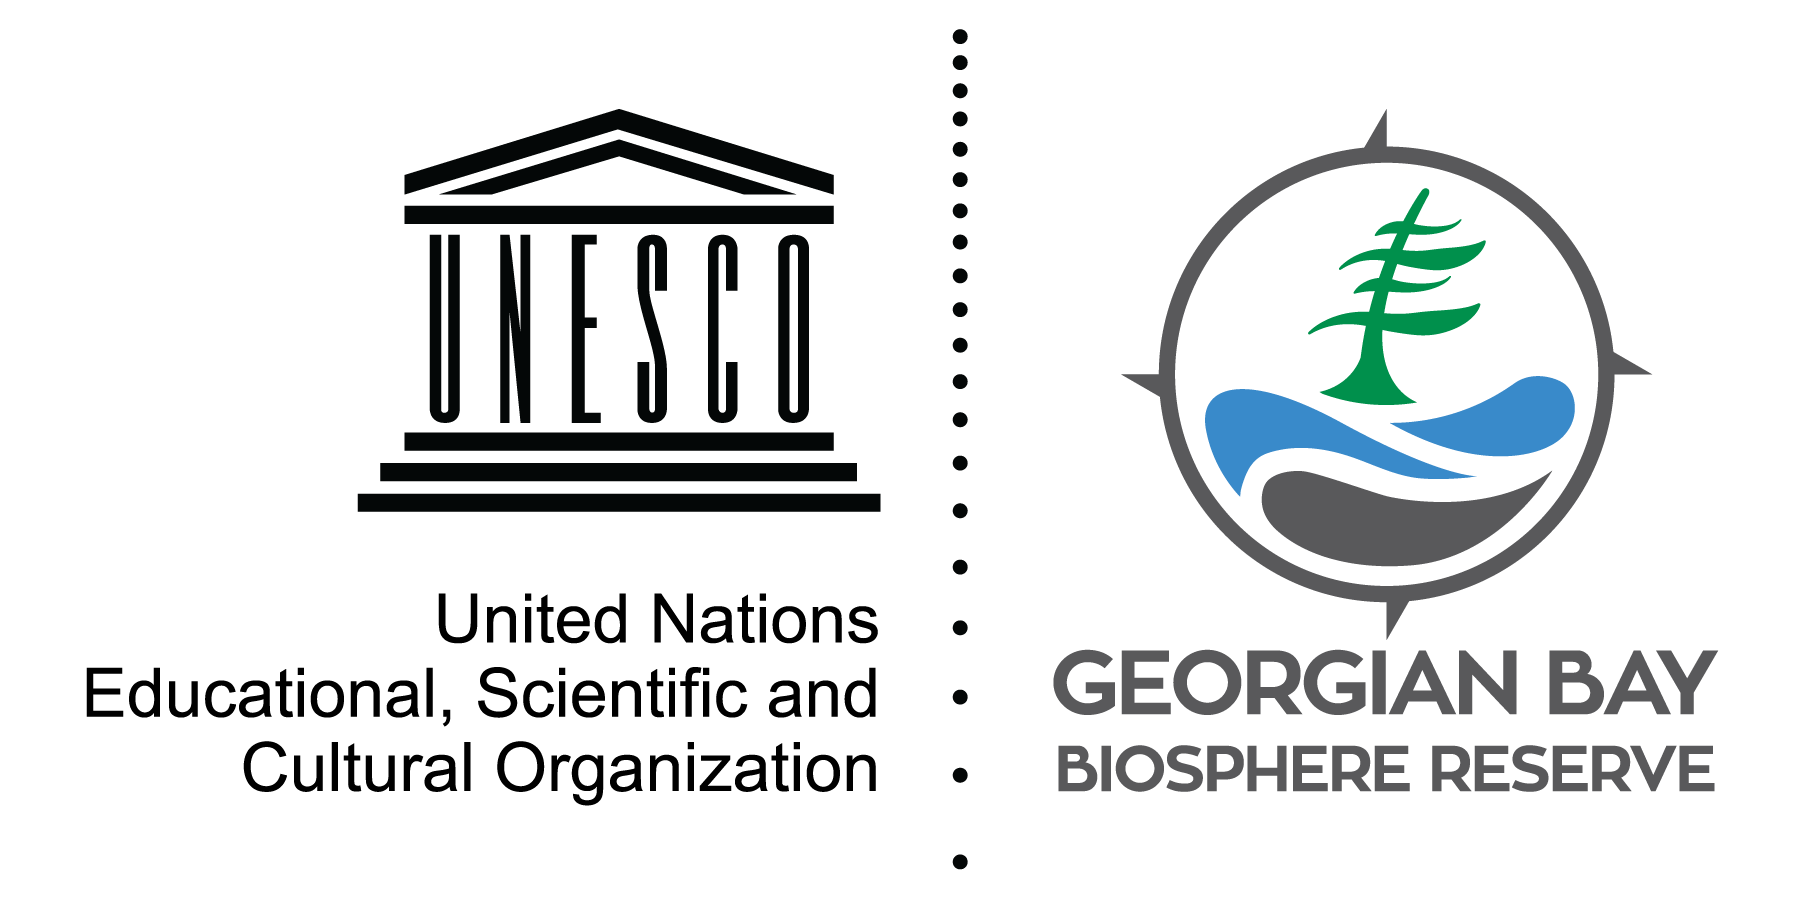 UNESCO
United Nations
Educational, Scientific and
Cultural Organization
GEORGIAN BAY
BIOSPHERE RESERVE